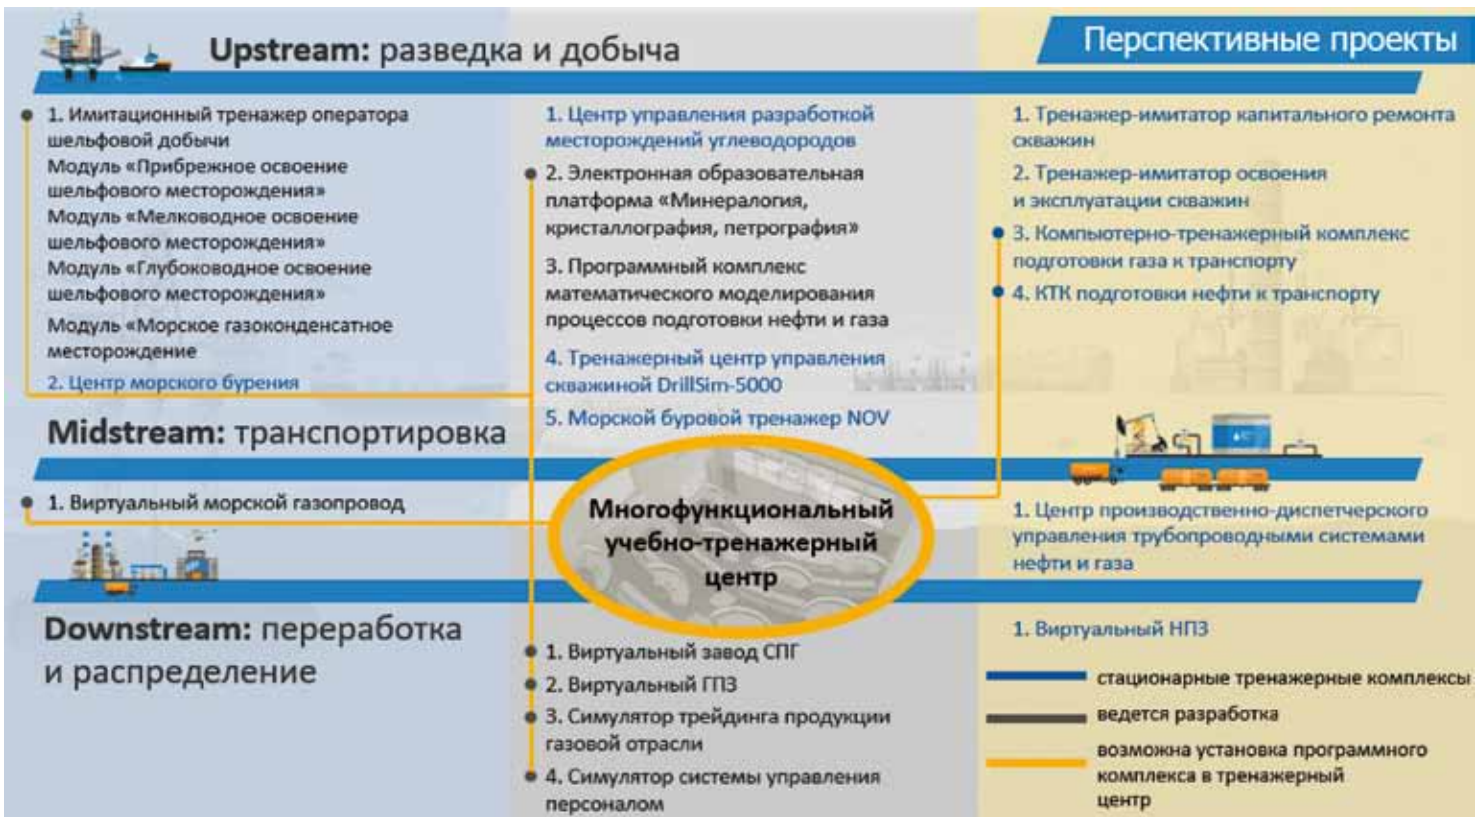 Upstream: разведка и добыча
Перспективные проекты
1. Имитационный тренажер оператора
шельфовой добычи
Модуль «Прибрежное освоение
шельфового месторождения»
Модуль «Мелководное освоение
шельфового месторождения»
Модуль «Глубоководное освоение
шельфового месторождения»
Модуль «Морское газоконденсатное
месторождение
2. Центр морского бурения
1. Центр управления разработкой
месторождений углеводородов
2. Электронная образовательная
платформа «Минералогия,
кристаллография, петрография»
3. Программный комплекс
математического моделирования
процессов подготовки нефти и газа
4. Тренажерный центр управления
скважиной DrillSim-5000
5. Морской буровой тренажер NOV
1. Тренажер-имитатор капитального ремонта
скважин
2. Тренажер-имитатор освоения
и эксплуатации скважин
3. Компьютерно-тренажерный комплекс
подготовки газа к транспорту
4. КТК подготовки нефти к транспорту
Midstream: транспортировка
1. Виртуальный морской газопровод
Многофункциональный
учебно-тренажерный
центр
1. Центр производственно-диспетчерского
управления трубопроводными системами
нефти и газа
Downstream: переработка
и распределение
1. Виртуальный завод СПГ
2. Виртуальный ГПЗ
3. Симулятор трейдинга продукции
газовой отрасли
4. Симулятор системы управления
персоналом
1. Виртуальный НПЗ
стационарные тренажерные комплексы
ведется разработка
возможна установка программного
комплекса в тренажерный
центр